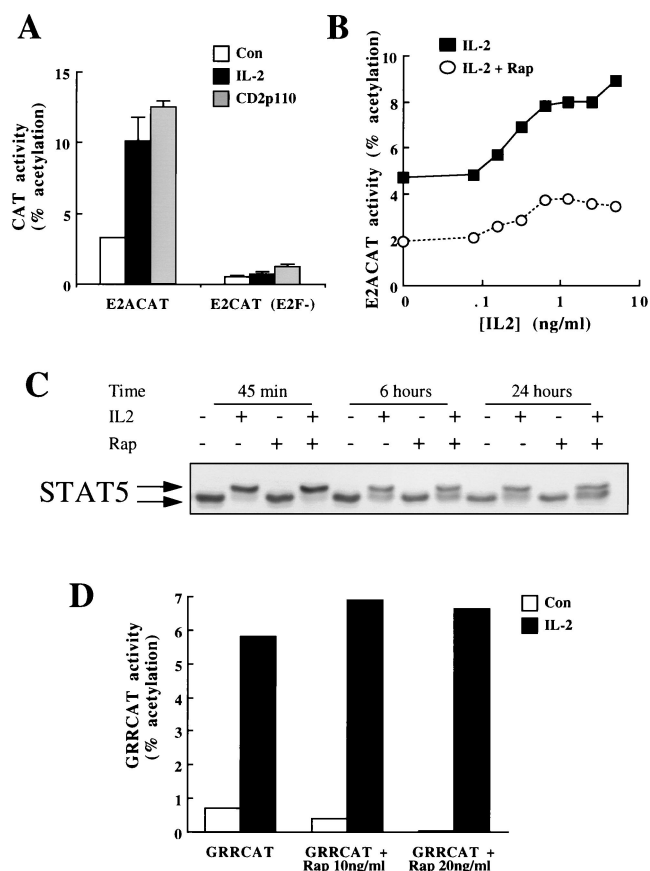 A
Con
IL-2
CD2p110
CAT activity
(% acetylation)
15
10
5
0
E2ACAT
E2CAT (E2F-)
B
IL-2
IL-2 + Rap
E2ACAT activity (% acetylation)
10
8
6
4
2
0
0
.1
1
10
[IL2] (ng/ml)
C
Time 45 min 6 hours 24 hours
IL2 - + - + - + - + - + - +
Rap - - + + - - + + - - + +
STAT5
D
Con
IL-2
GRRCAT activity
(% acetylation)
7
6
5
4
3
2
1
0
GRRCAT
GRRCAT +
Rap 10ng/ml
GRRCAT +
Rap 20ng/ml